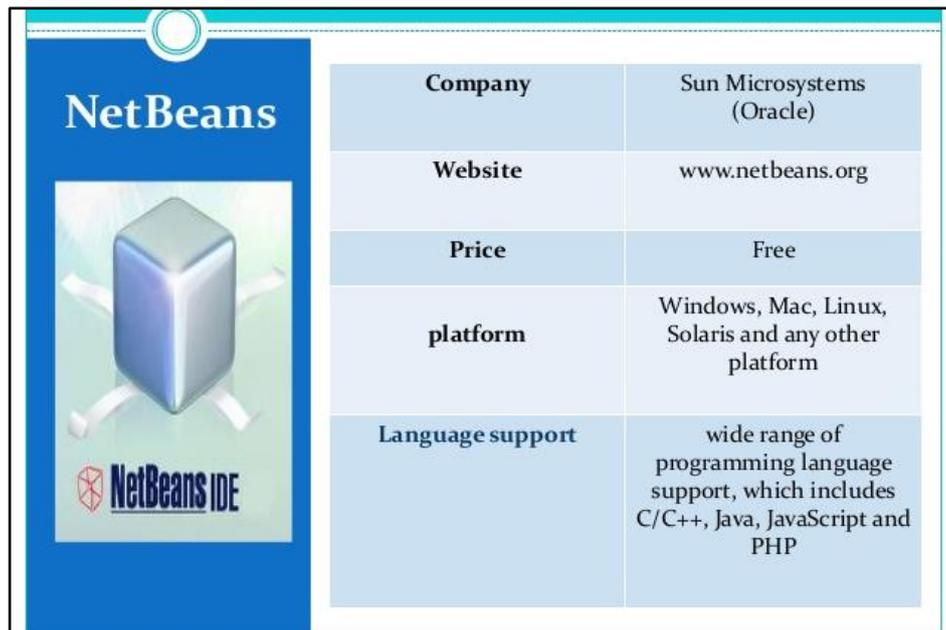 NetBeans
NetBeans IDE
Company
Sun Microsystems
(Oracle)
Website
www.netbeans.org
Price
Free
platform
Windows, Mac, Linux,
Solaris and any other
platform
Language support
wide range of
programming language
support, which includes
C/C++, Java, JavaScript and
PHP